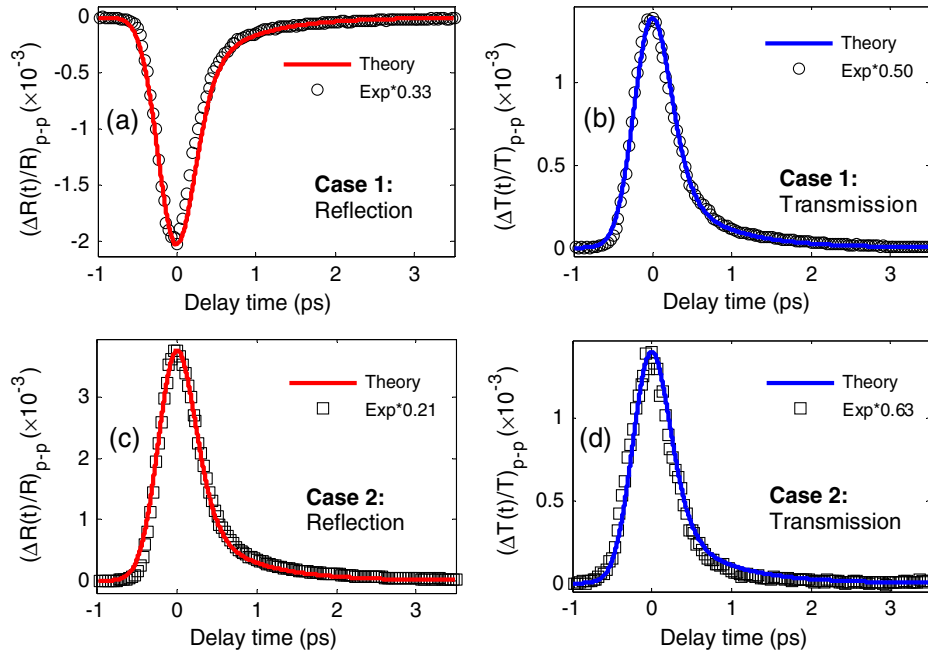 0
-0.5
-1
-1.5
-2
(ΔR(t)/R)p-p (×10-3)
Theory
Exp*0.33
(a)
Case 1:
Reflection
-1 0 1 2 3
Delay time (ps)
1
0.5
0
(ΔT(t)/T)p-p (×10-3)
Theory
Exp*0.50
(b)
Case 1:
Transmission
-1 0 1 2 3
Delay time (ps)
3
2
1
0
(ΔR(t)/R)p-p (×10-3)
Theory
Exp*0.21
(c)
Case 2:
Reflection
-1 0 1 2 3
Delay time (ps)
1
0.5
0
(ΔT(t)/T)p-p (×10-3)
Theory
Exp*0.63
(d)
Case 2:
Transmission
-1 0 1 2 3
Delay time (ps)